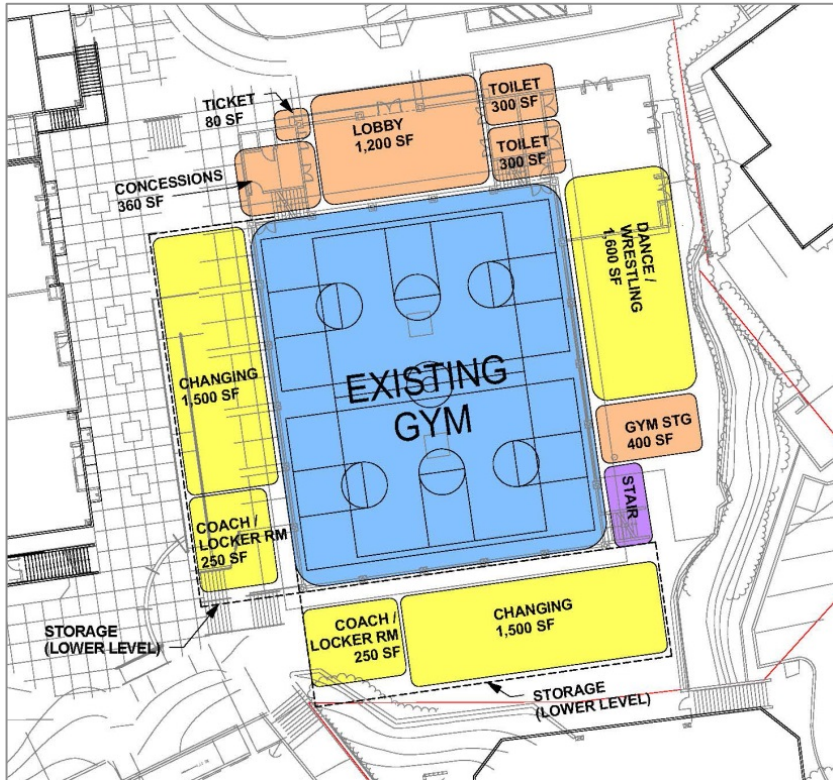 TICKET
80 SF
LOBBY
1,200 SF
TOILET
300 SF
TOILET
300 SF
CONCESSIONS
360 SF
DANCE /
WRESTLING
1,600 SF
CHANGING
1,500 SF
EXISTING
GYM
GYM STG
400 SF
STAIR
COACH /
LOCKER RM
250 SF
STORAGE
(LOWER LEVEL)
COACH /
LOCKER RM
250 SF
CHANGING
1,500 SF
STORAGE
(LOWER LEVEL)